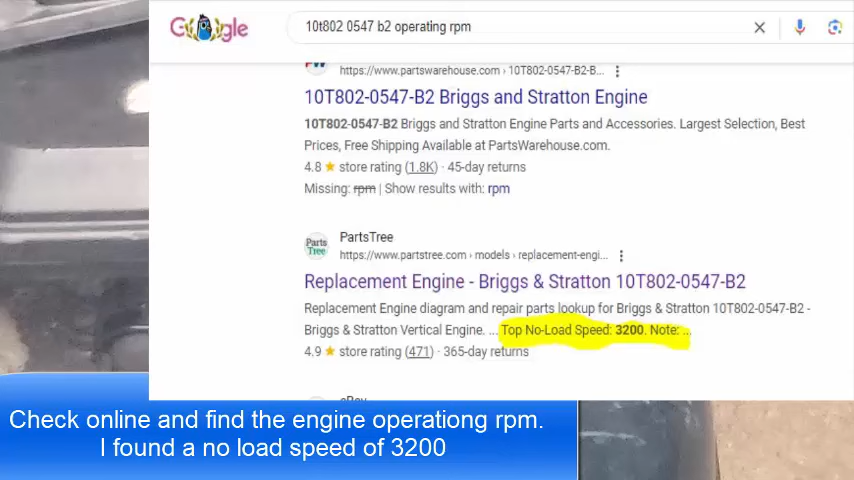 Google
10t802 0547 b2 operating rpm
https://www.partswarehouse.com › 10T802-0547-B2-B...
10T802-0547-B2 Briggs and Stratton Engine
10T802-0547-B2 Briggs and Stratton Engine Parts and Accessories. Largest Selection, Best
Prices, Free Shipping Available at PartsWarehouse.com.
4.8 ★ store rating (1.8K) · 45-day returns
Missing: rpm | Show results with: rpm
Parts
Tree
PartsTree
https://www.partstree.com › models › replacement-engi...
Replacement Engine - Briggs & Stratton 10T802-0547-B2
Replacement Engine diagram and repair parts lookup for Briggs & Stratton 10T802-0547-B2 -
Briggs & Stratton Vertical Engine. ... Top No-Load Speed: 3200. Note: ...
4.9 ★ store rating (471) · 365-day returns
Check online and find the engine operationg rpm.
I found a no load speed of 3200